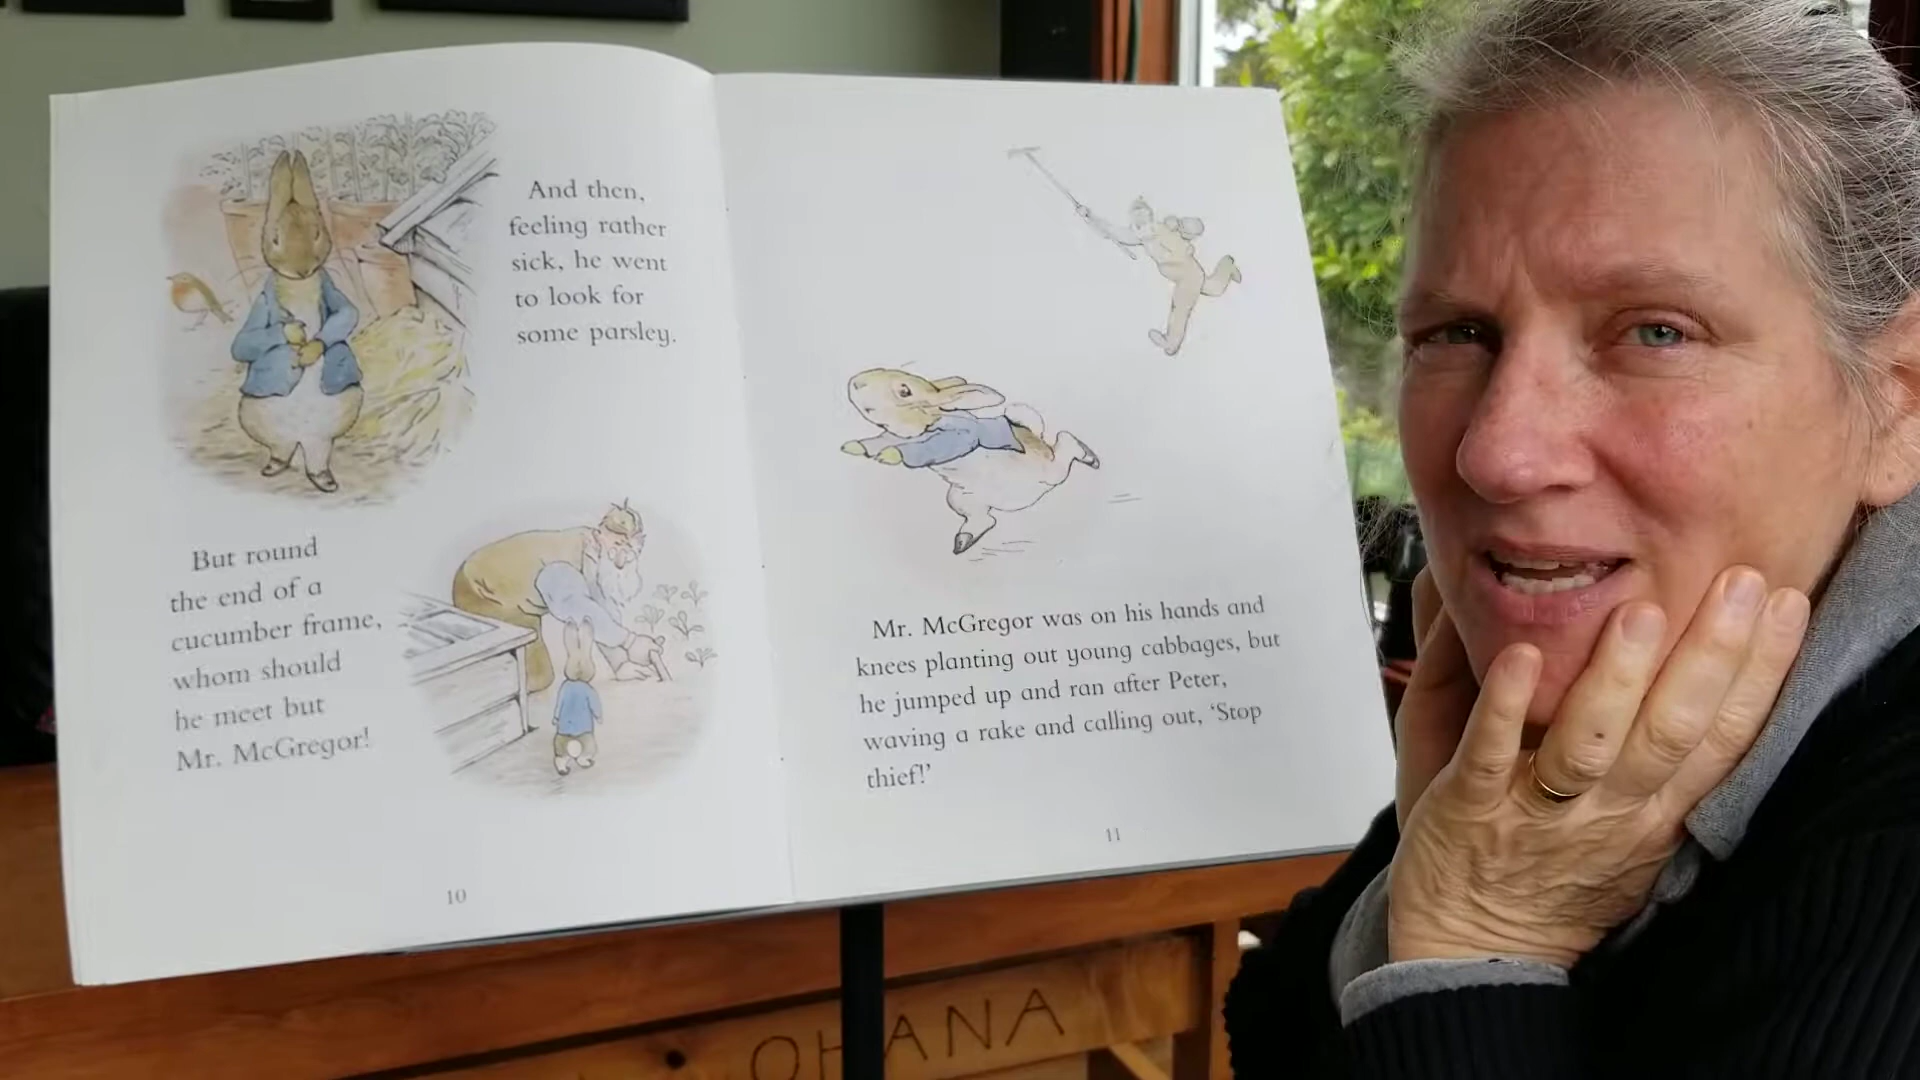 And then,
feeling rather
sick, he went
to look for
some parsley.
But round
the end of a
cucumber frame,
whom should
he meet but
Mr. McGregor!
10
Mr. McGregor was on his hands and
knees planting out young cabbages, but
he jumped up and ran after Peter,
waving a rake and calling out, ‘Stop
thief!’
11
OHANA